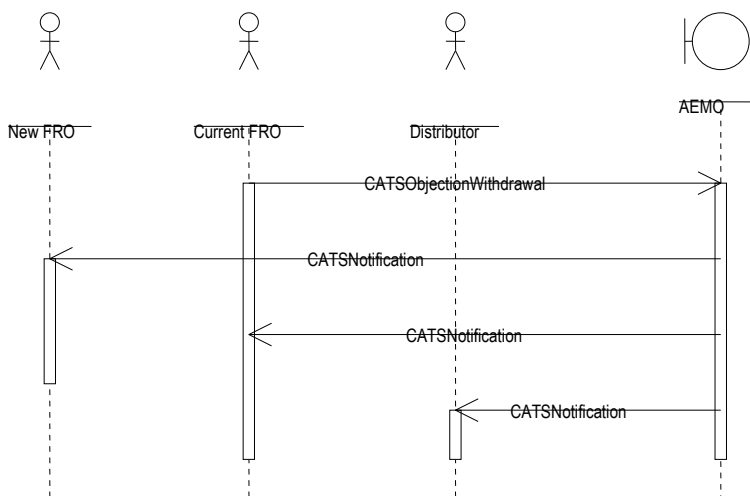 AEMO
New FRO
Current FRO
Distributor
CATSObjectionWithdrawal
CATSNotification
CATSNotification
CATSNotification